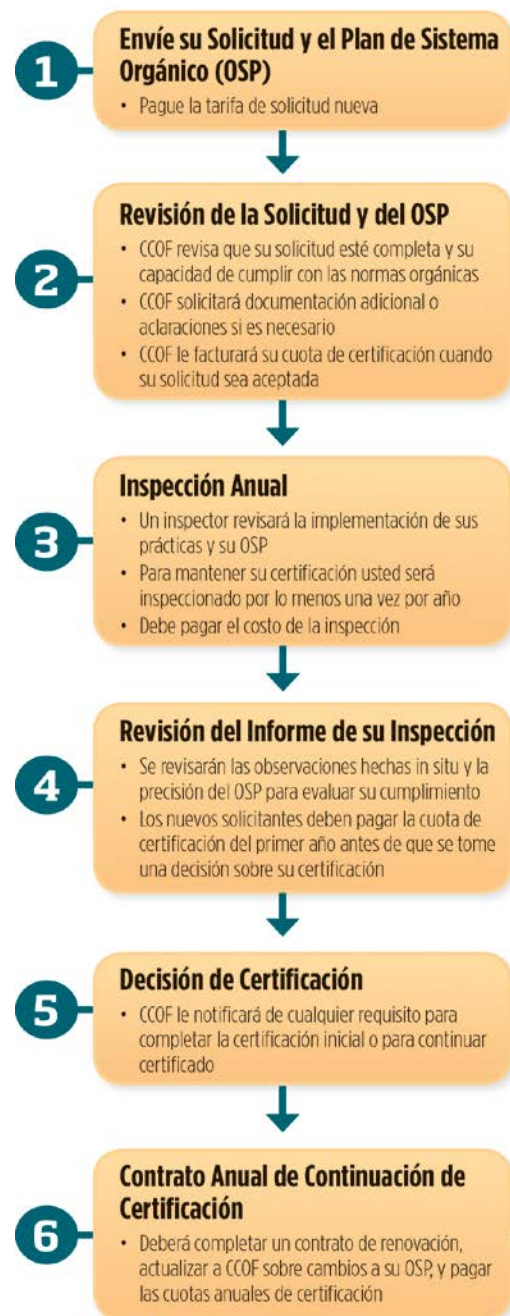 1
Envíe su Solicitud y el Plan de Sistema
Orgánico (OSP)
• Pague la tarifa de solicitud nueva
2
Revisión de la Solicitud y del OSP
• CCOF revisa que su solicitud esté completa y su
capacidad de cumplir con las normas orgánicas
• CCOF solicitará documentación adicional o
aclaraciones si es necesario
• CCOF le facturará su cuota de certificación cuando
su solicitud sea aceptada
3
Inspección Anual
• Un inspector revisará la implementación de sus
prácticas y su OSP
• Para mantener su certificación usted será
inspeccionado por lo menos una vez por año
• Debe pagar el costo de la inspección
4
Revisión del Informe de su Inspección
• Se revisarán las observaciones hechas in situ y la
precisión del OSP para evaluar su cumplimiento
• Los nuevos solicitantes deben pagar la cuota de
certificación del primer año antes de que se tome
una decisión sobre su certificación
5
Decisión de Certificación
• CCOF le notificará de cualquier requisito para
completar la certificación inicial o para continuar
certificado
6
Contrato Anual de Continuación de
Certificación
• Deberá completar un contrato de renovación,
actualizar a CCOF sobre cambios a su OSP, y pagar
las cuotas anuales de certificación